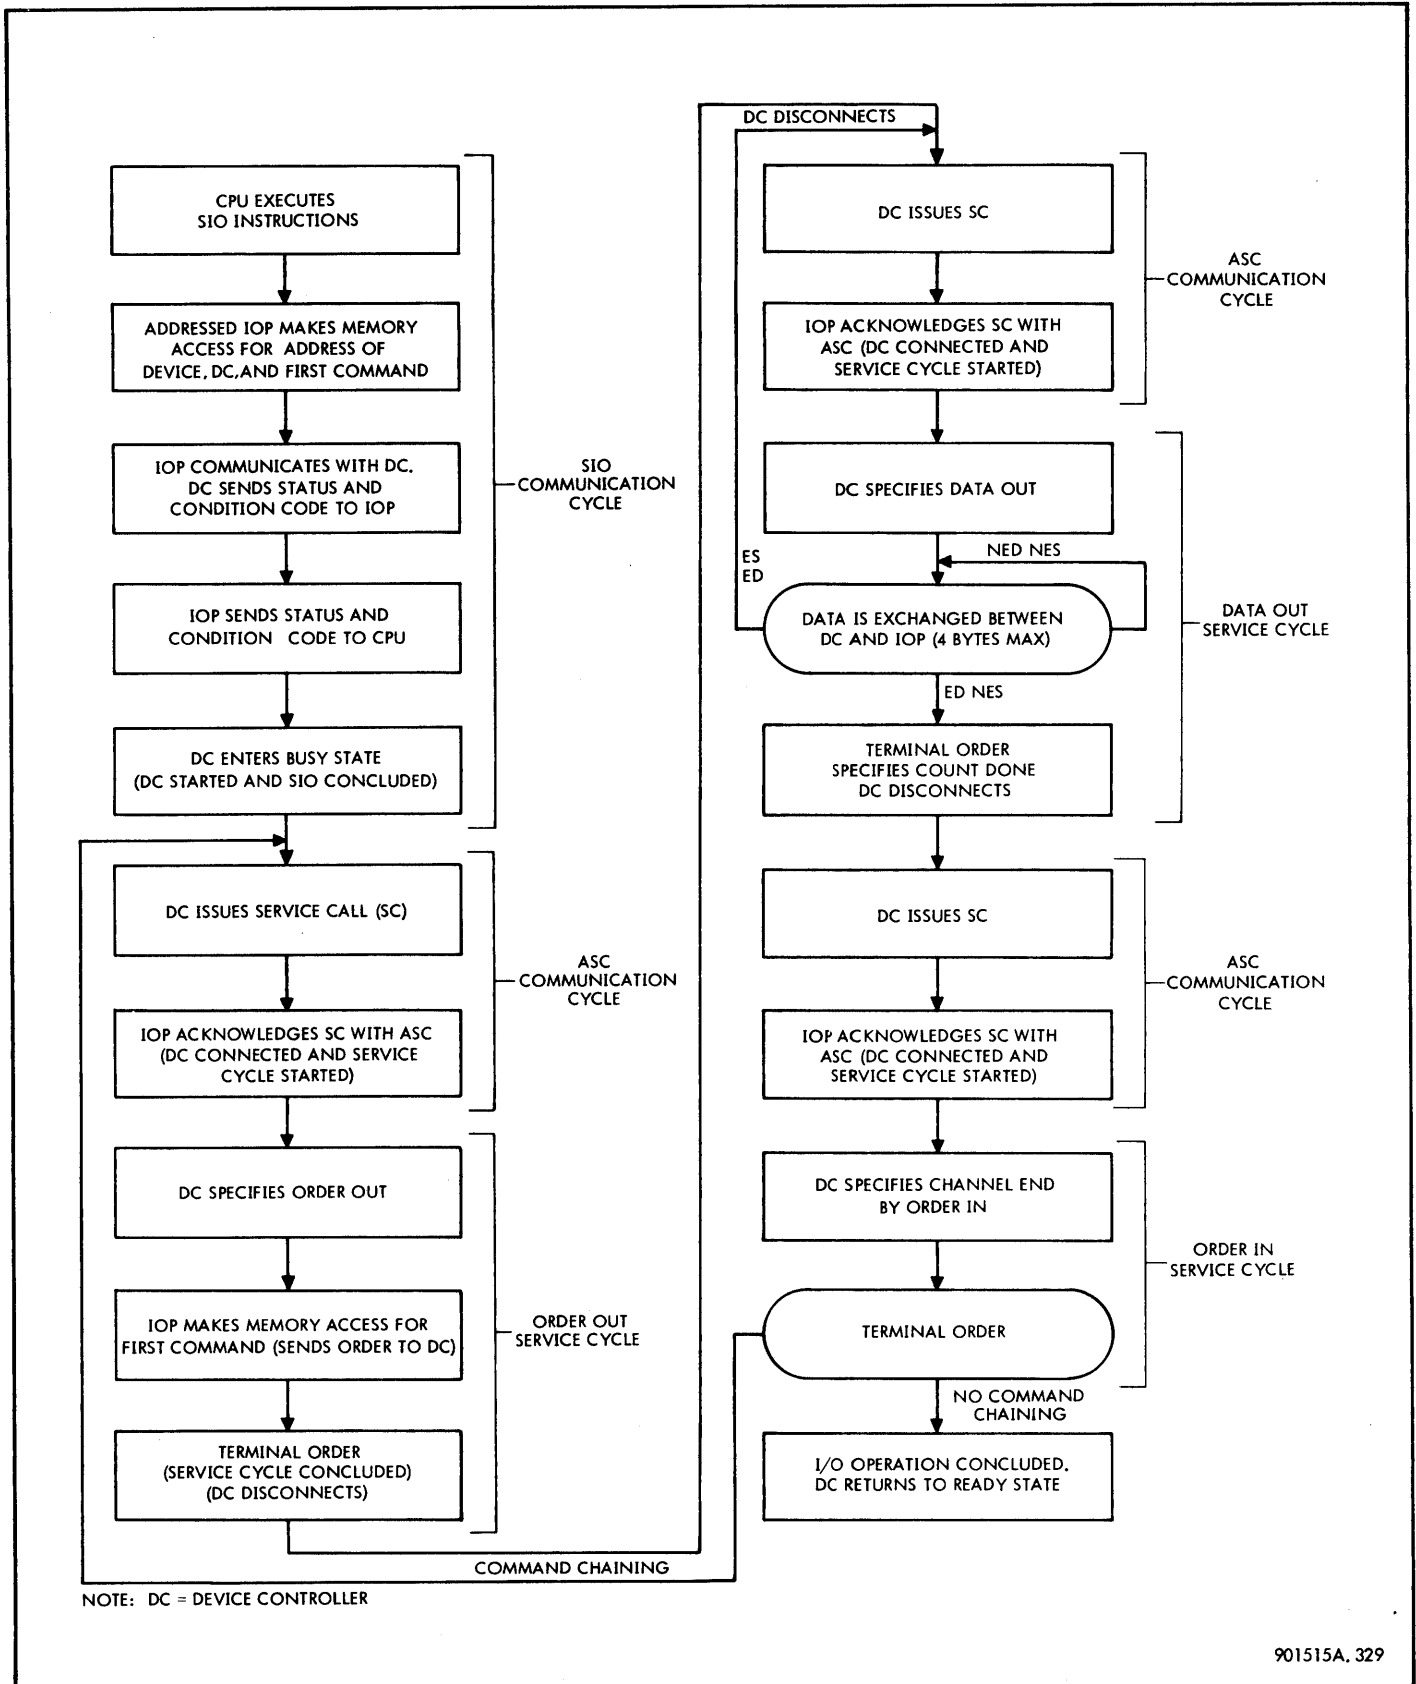 CPU EXECUTES
SIO INSTRUCTIONS
ADDRESSED IOP MAKES MEMORY
ACCESS FOR ADDRESS OF
DEVICE, DC, AND FIRST COMMAND
IOP COMMUNICATES WITH DC.
DC SENDS STATUS AND
CONDITION CODE TO IOP
IOP SENDS STATUS AND
CONDITION CODE TO CPU
DC ENTERS BUSY STATE
(DC STARTED AND SIO CONCLUDED)
SIO
COMMUNICATION
CYCLE
DC ISSUES SERVICE CALL (SC)
IOP ACKNOWLEDGES SC WITH ASC
(DC CONNECTED AND SERVICE
CYCLE STARTED)
ASC
COMMUNICATION
CYCLE
DC SPECIFIES ORDER OUT
IOP MAKES MEMORY ACCESS FOR
FIRST COMMAND (SENDS ORDER TO DC)
TERMINAL ORDER
(SERVICE CYCLE CONCLUDED)
(DC DISCONNECTS)
ORDER OUT
SERVICE CYCLE
DC DISCONNECTS
DC ISSUES SC
IOP ACKNOWLEDGES SC WITH
ASC (DC CONNECTED AND
SERVICE CYCLE STARTED)
ASC
COMMUNICATION
CYCLE
DC SPECIFIES DATA OUT
NED NES
ES
ED
DATA IS EXCHANGED BETWEEN
DC AND IOP (4 BYTES MAX)
ED NES
TERMINAL ORDER
SPECIFIES COUNT DONE
DC DISCONNECTS
DATA OUT
SERVICE CYCLE
DC ISSUES SC
IOP ACKNOWLEDGES SC WITH
ASC (DC CONNECTED AND
SERVICE CYCLE STARTED)
ASC
COMMUNICATION
CYCLE
DC SPECIFIES CHANNEL END
BY ORDER IN
TERMINAL ORDER
ORDER IN
SERVICE CYCLE
NO COMMAND
CHAINING
I/O OPERATION CONCLUDED.
DC RETURNS TO READY STATE
COMMAND CHAINING
NOTE: DC = DEVICE CONTROLLER
901515A. 329